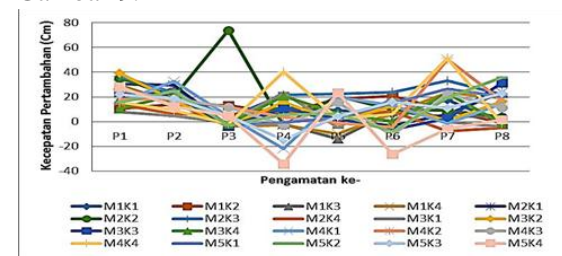 80
60
40
20
0
-20
-40
Kecepatan Pertambahan (Cm)
P1 P2 P3 P4 P5 P6 P7 P8
Pengamatan ke-
M1K1 M1K2 M1K3 M1K4 M2K1
M2K2 M2K3 M2K4 M3K1 M3K2
M3K3 M3K4 M4K1 M4K2 M4K3
M4K4 M5K1 M5K2 M5K3 M5K4